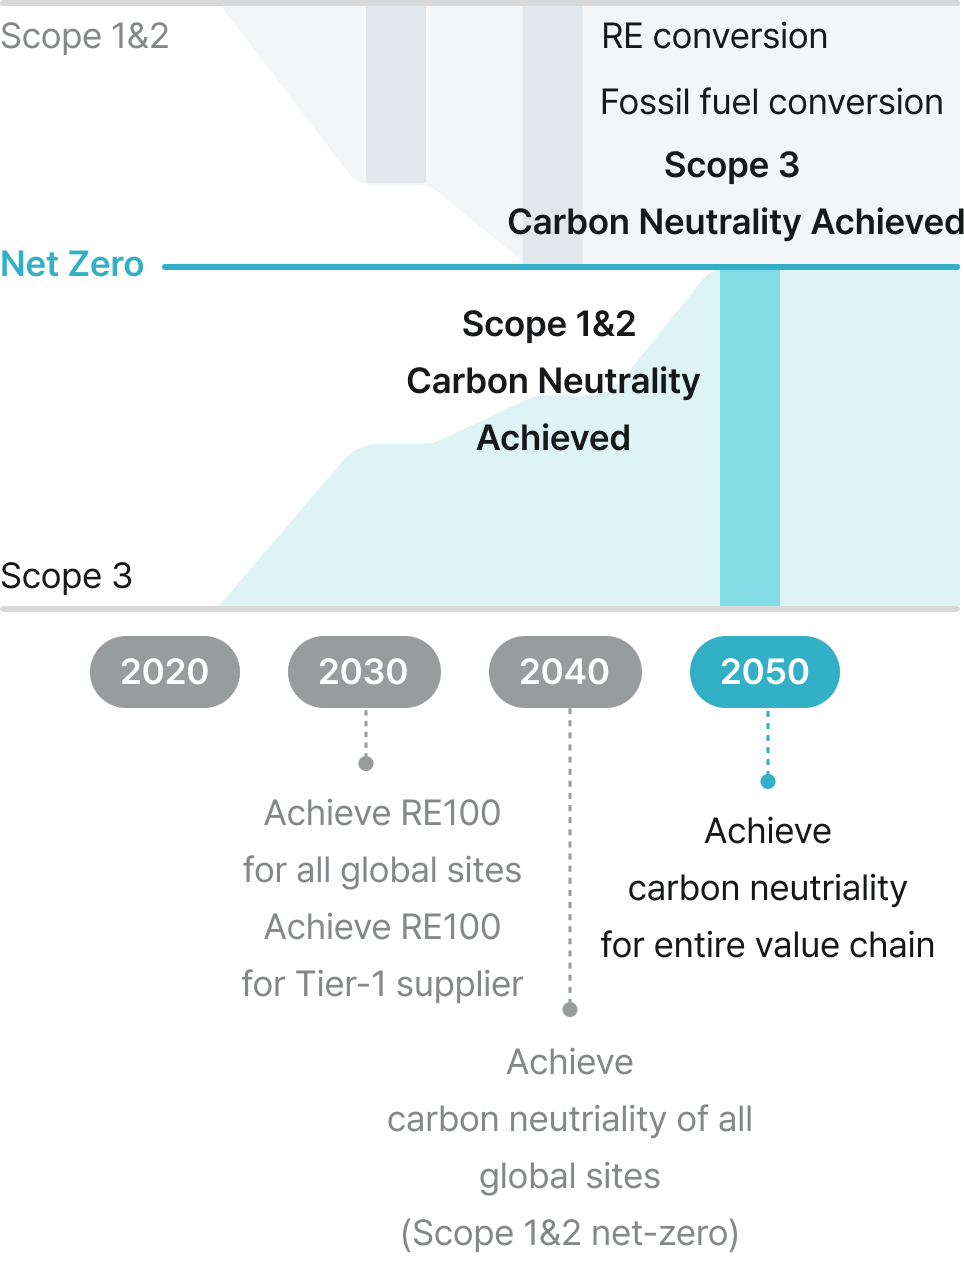 Scope 1&2
RE conversion
Fossil fuel conversion
Scope 3
Carbon Neutrality Achieved
Net Zero
Scope 1&2
Carbon Neutrality
Achieved
Scope 3
2020
2030
2040
2050
Achieve RE100
for all global sites
Achieve RE100
for Tier-1 supplier
Achieve
carbon neutriality of all
global sites
(Scope 1&2 net-zero)
Achieve
carbon neutriality
for entire value chain